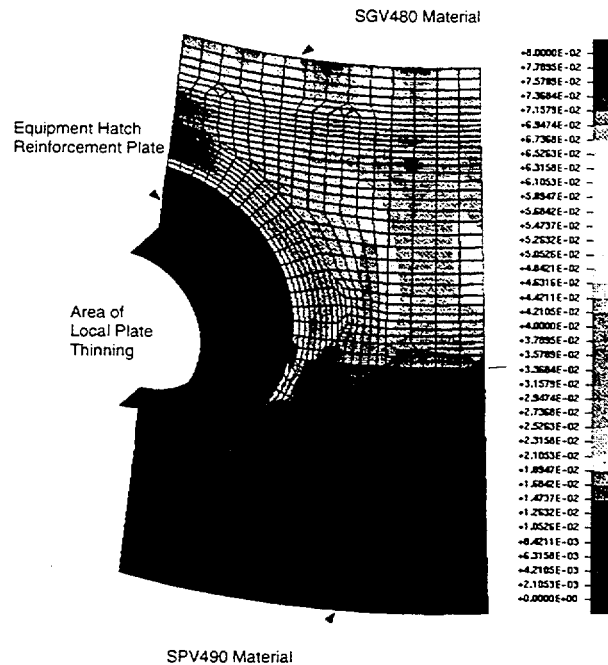 SGV480 Material
Equipment Hatch
Reinforcement Plate
Area of
Local Plate
Thinning
SPV490 Material
+8.0000E-02
+7.7895E-02
+7.5789E-02
+7.3684E-02
+7.1579E-02
+6.9474E-02
+6.7368E-02
+6.5263E-02
+6.3158E-02
+6.1053E-02
+5.8947E-02
+5.6842E-02
+5.4737E-02
+5.2632E-02
+5.0526E-02
+4.8421E-02
+4.6316E-02
+4.4211E-02
+4.2105E-02
+4.0000E-02
+3.7895E-02
+3.5789E-02
+3.3684E-02
+3.1579E-02
+2.9474E-02
+2.7368E-02
+2.5263E-02
+2.3158E-02
+2.1053E-02
+1.8947E-02
+1.6842E-02
+1.4737E-02
+1.2632E-02
+1.0526E-02
+8.4211E-03
+6.3158E-03
+4.2105E-03
+2.1053E-03
+0.0000E+00